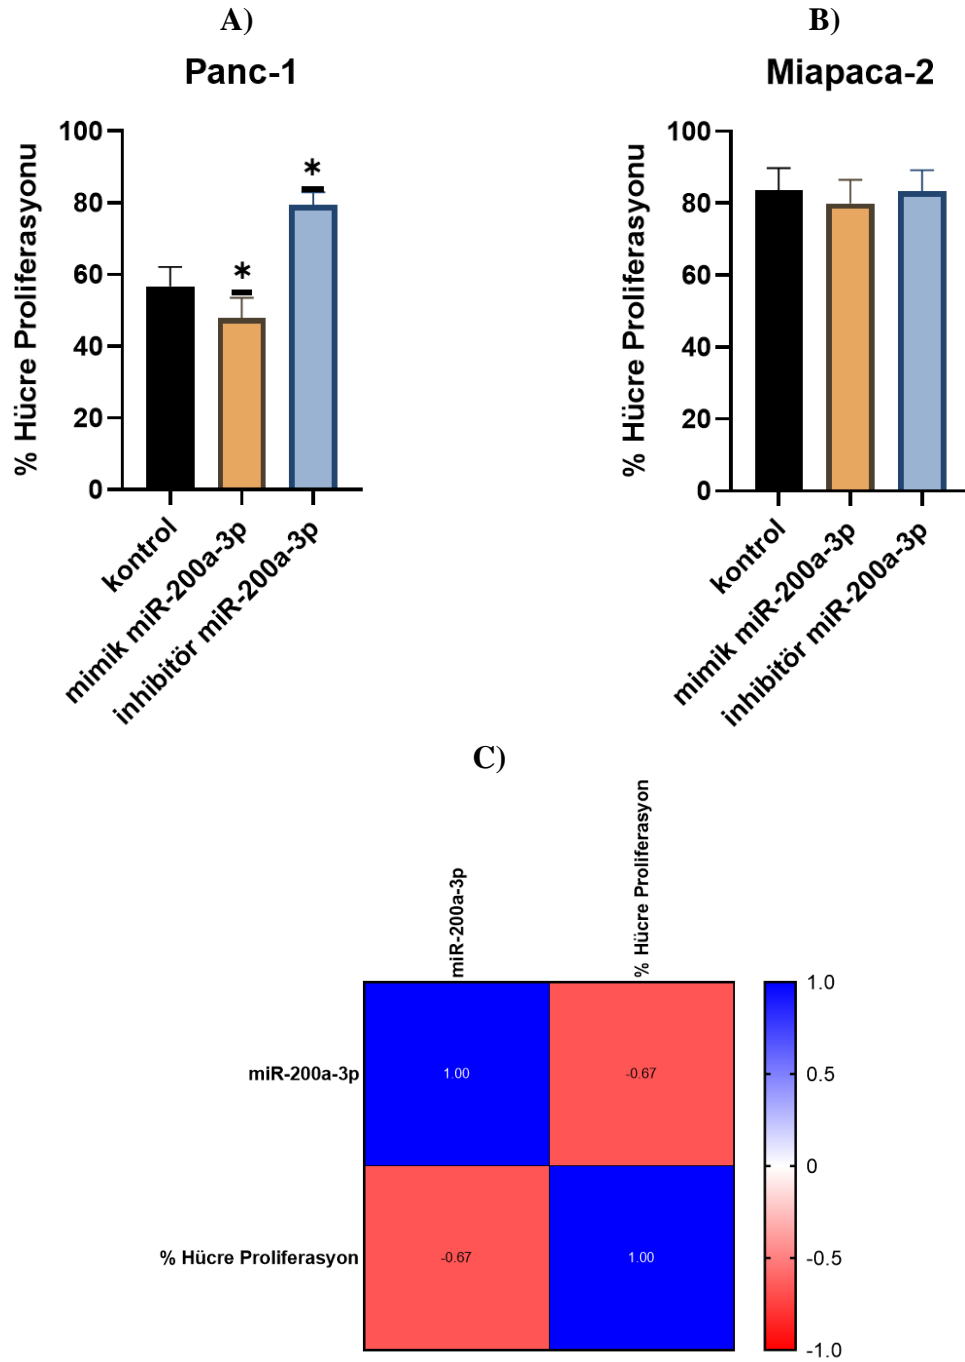 A)
Panc-1
% Hücre Proliferasyonu
100
80
60
40
20
0
*
*
kontrol
mimik miR-200a-3p
inhibitör miR-200a-3p
B)
Miapaca-2
% Hücre Proliferasyonu
100
80
60
40
20
0
kontrol
mimik miR-200a-3p
inhibitör miR-200a-3p
C)
miR-200a-3p
% Hücre Proliferasyon
miR-200a-3p
1.00
-0.67
% Hücre Proliferasyon
-0.67
1.00
1.0
0.5
0
-0.5
-1.0